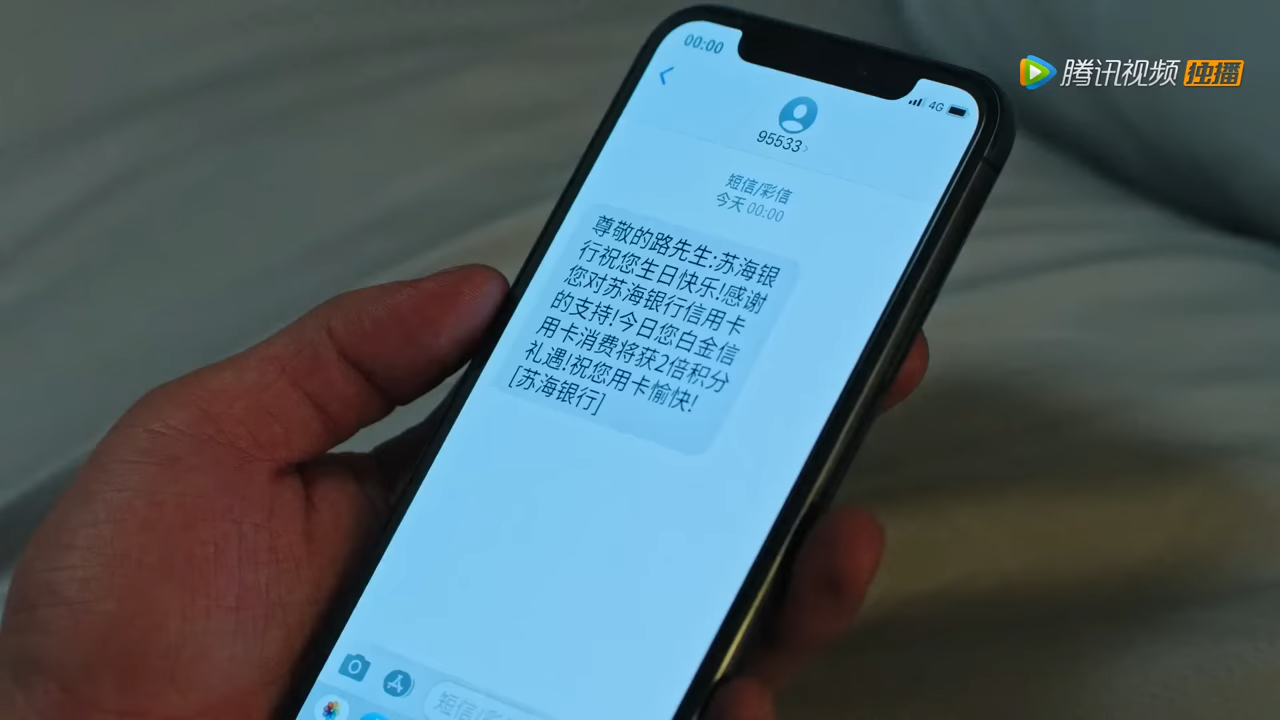 00:00
4G
腾讯视频 独播
95533
短信/彩信
今天 00:00
尊敬的路先生:苏海银
行祝您生日快乐!感谢
您对苏海银行信用卡
的支持!今日您白金信
用卡消费将获2倍积分
礼遇!祝您用卡愉快!
[苏海银行]
短信/彩